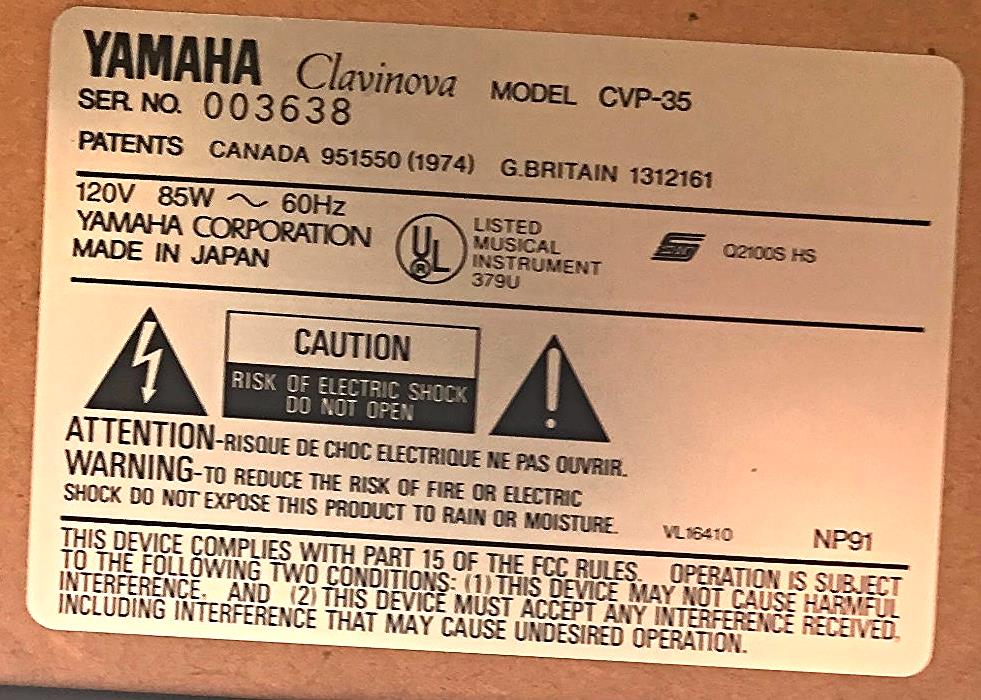 YAMAHA Clavinova MODEL CVP-35
SER. NO. 003638
PATENTS CANADA 951550 (1974) G.BRITAIN 1312161
120V 85W ~ 60Hz
YAMAHA CORPORATION
MADE IN JAPAN
UL ®
LISTED
MUSICAL
INSTRUMENT
379U
Q2100S HS
CAUTION
RISK OF ELECTRIC SHOCK
DO NOT OPEN
ATTENTION-RISQUE DE CHOC ELECTRIQUE NE PAS OUVRIR.
WARNING-TO REDUCE THE RISK OF FIRE OR ELECTRIC
SHOCK DO NOT EXPOSE THIS PRODUCT TO RAIN OR MOISTURE.
VL16410 NP91
THIS DEVICE COMPLIES WITH PART 15 OF THE FCC RULES. OPERATION IS SUBJECT
TO THE FOLLOWING TWO CONDITIONS: (1) THIS DEVICE MAY NOT CAUSE HARMFUL
INTERFERENCE, AND (2) THIS DEVICE MUST ACCEPT ANY INTERFERENCE RECEIVED,
INCLUDING INTERFERENCE THAT MAY CAUSE UNDESIRED OPERATION.